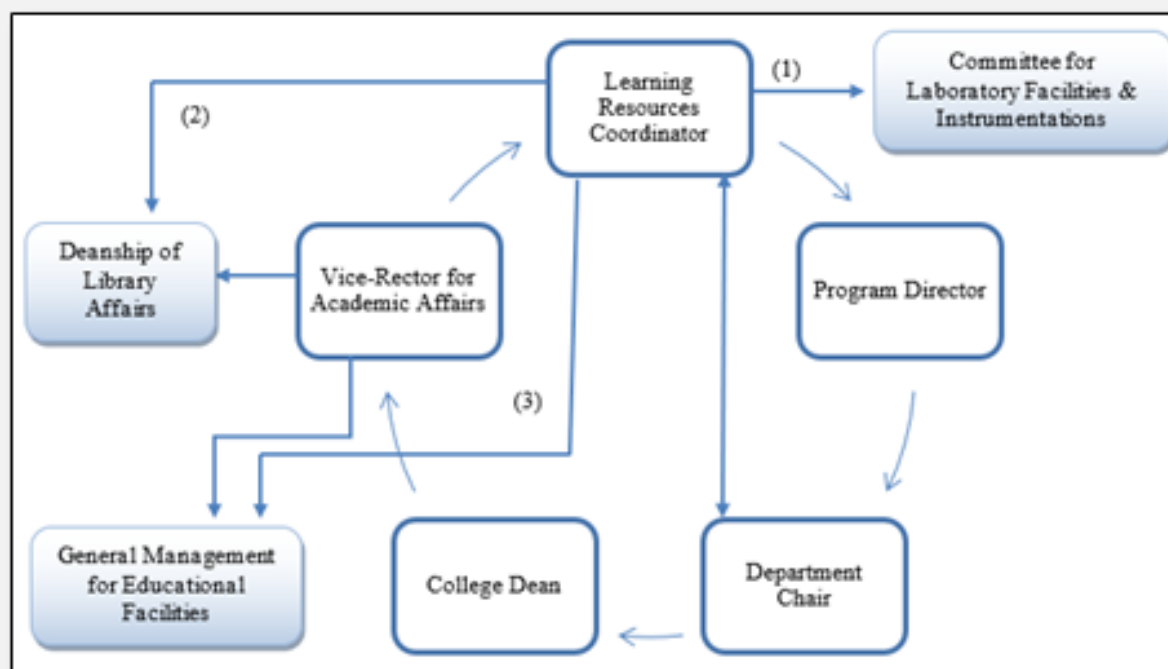 Learning
Resources
Coordinator
(1)
Committee for
Laboratory Facilities &
Instrumentations
(2)
Deanship of
Library
Affairs
Vice-Rector for
Academic Affairs
Program Director
(3)
General Management
for Educational
Facilities
College Dean
Department
Chair